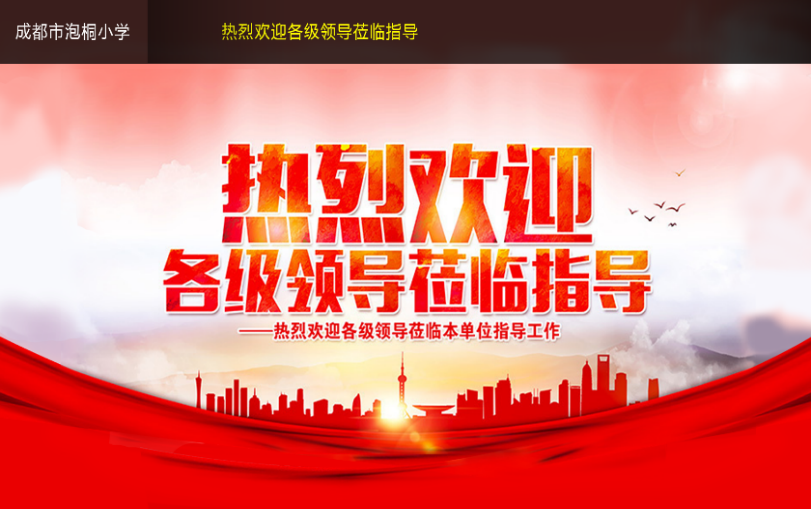 成都市泡桐小学
热烈欢迎各级领导莅临指导
热烈欢迎
各级领导莅临指导
——热烈欢迎各级领导莅临本单位指导工作